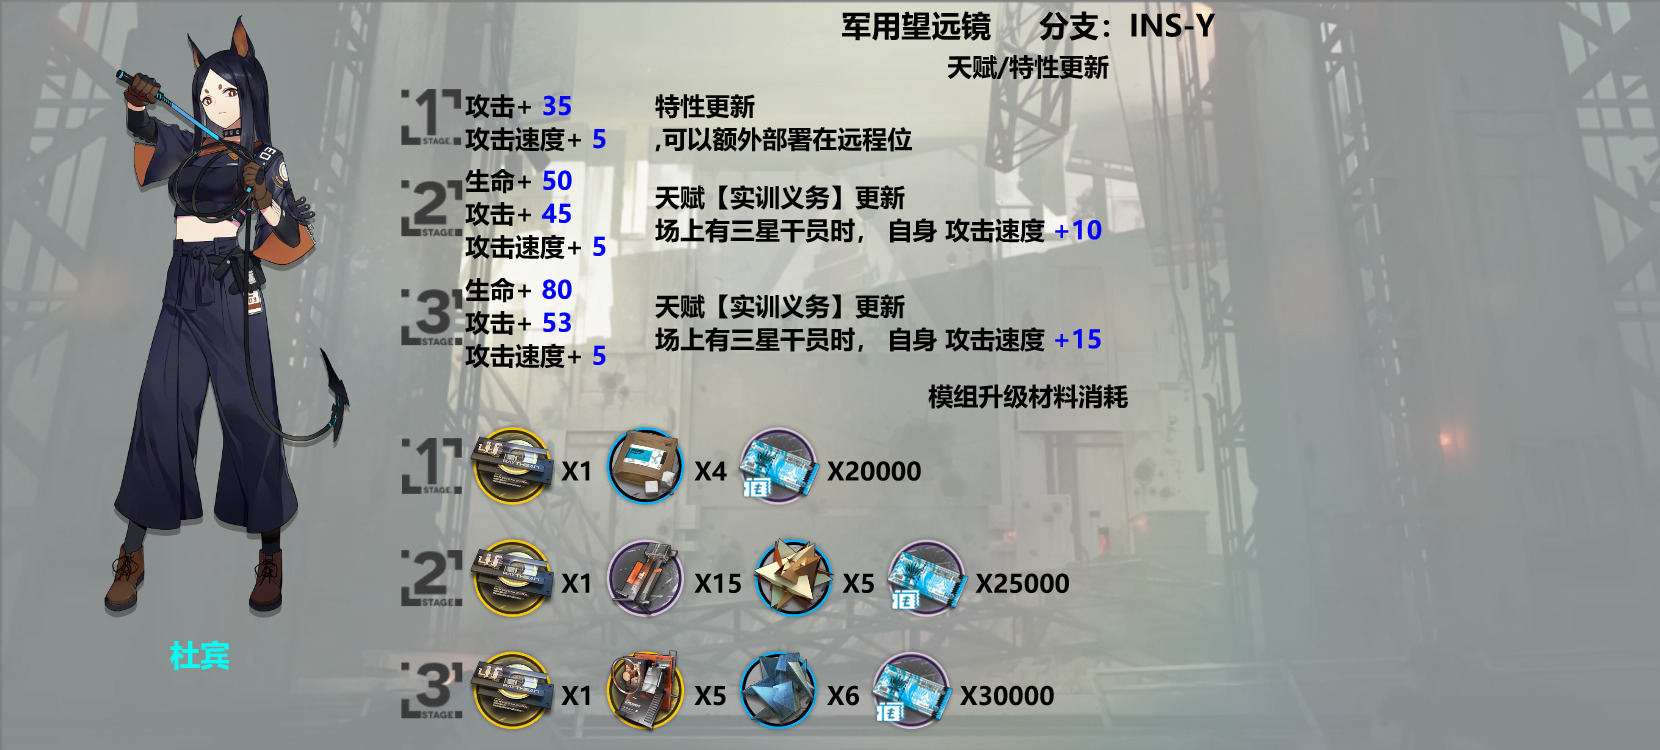 军用望远镜 分支：INS-Y
天赋/特性更新
1 STAGE.
攻击+ 35
攻击速度+ 5
特性更新
,可以额外部署在远程位
2 STAGE.
生命+ 50
攻击+ 45
攻击速度+ 5
天赋【实训义务】更新
场上有三星干员时， 自身 攻击速度 +10
3 STAGE.
生命+ 80
攻击+ 53
攻击速度+ 5
天赋【实训义务】更新
场上有三星干员时， 自身 攻击速度 +15
模组升级材料消耗
1 STAGE.
X1 X4 X20000
2 STAGE.
X1 X15 X5 X25000
3 STAGE.
X1 X5 X6 X30000
杜宾